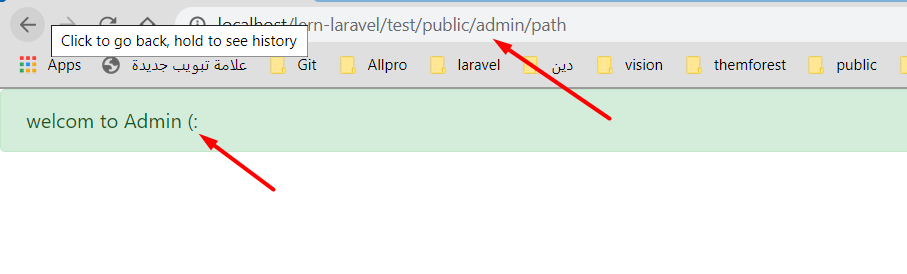 localhost/lern-laravel/test/public/admin/path
Click to go back, hold to see history
Apps علامة تبويب جديدة Git Allpro laravel دين vision themforest public
welcom to Admin (: